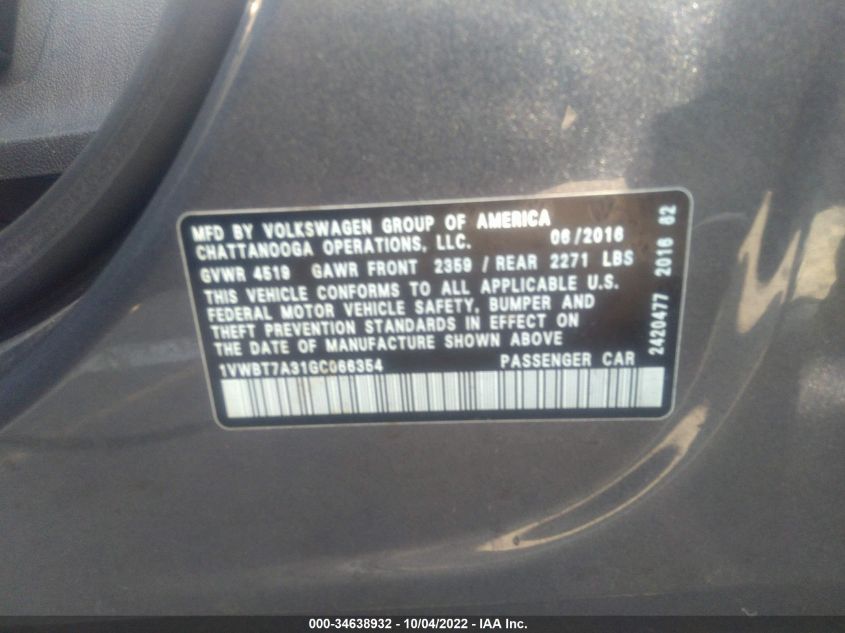 MFD BY VOLKSWAGEN GROUP OF AMERICA
CHATTANOOGA OPERATIONS, LLC. 06/2016
GVWR 4519 GAWR FRONT 2359 / REAR 2271 LBS
THIS VEHICLE CONFORMS TO ALL APPLICABLE U.S.
FEDERAL MOTOR VEHICLE SAFETY, BUMPER AND
THEFT PREVENTION STANDARDS IN EFFECT ON
THE DATE OF MANUFACTURE SHOWN ABOVE
1VWBT7A31GC066354 PASSENGER CAR
2420477 2016 62
000-34638932 - 10/04/2022 - IAA Inc.